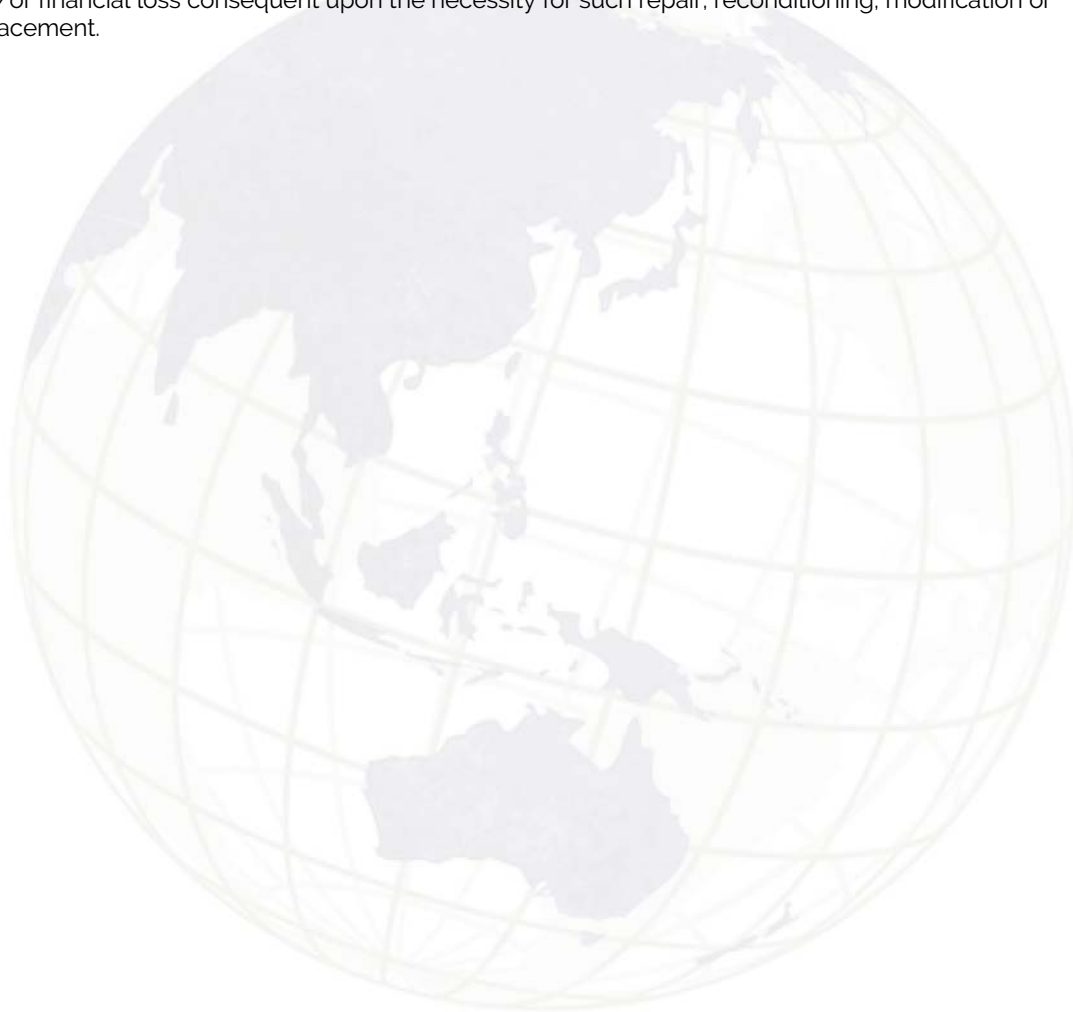 or financial loss consequent upon the necessity for such repair, reconditioning, modification or
acement.